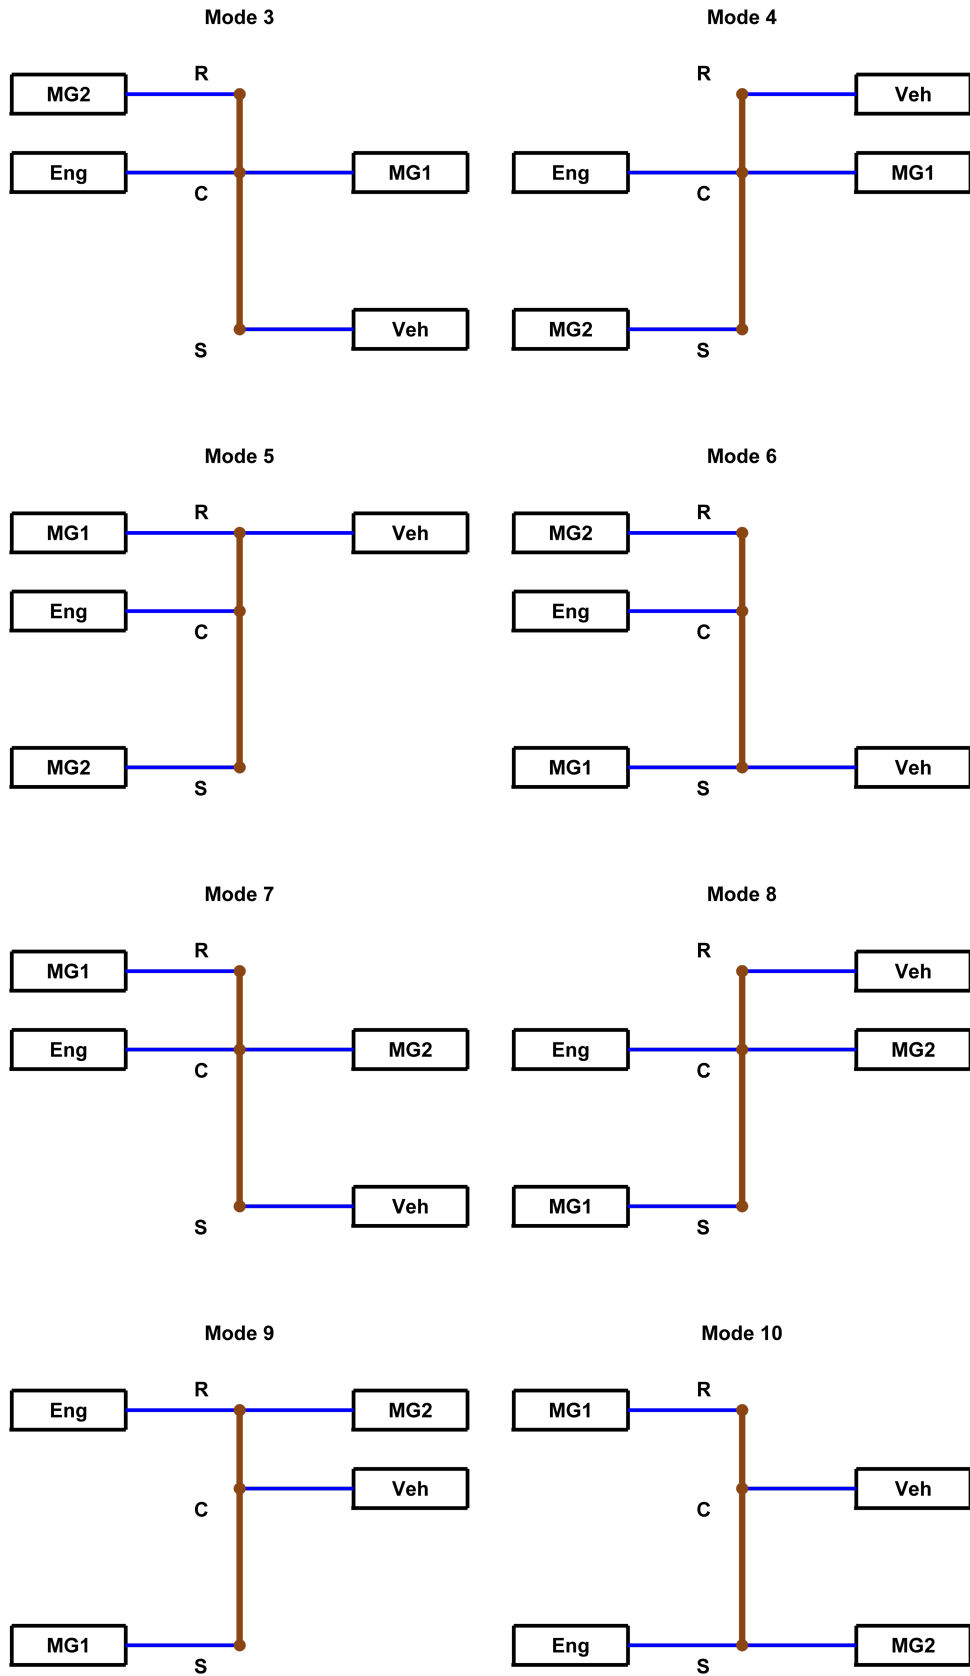 Mode 3
Mode 4
R
R
MG2
Veh
Eng
MG1
Eng
MG1
C
C
Veh
MG2
S
S
Mode 5
Mode 6
R
R
MG1
Veh
MG2
Eng
Eng
C
C
MG2
MG1
Veh
S
S
Mode 7
Mode 8
R
R
MG1
Veh
Eng
MG2
Eng
MG2
C
C
Veh
MG1
S
S
Mode 9
Mode 10
R
R
Eng
MG2
MG1
Veh
Veh
C
C
MG1
Eng
MG2
S
S